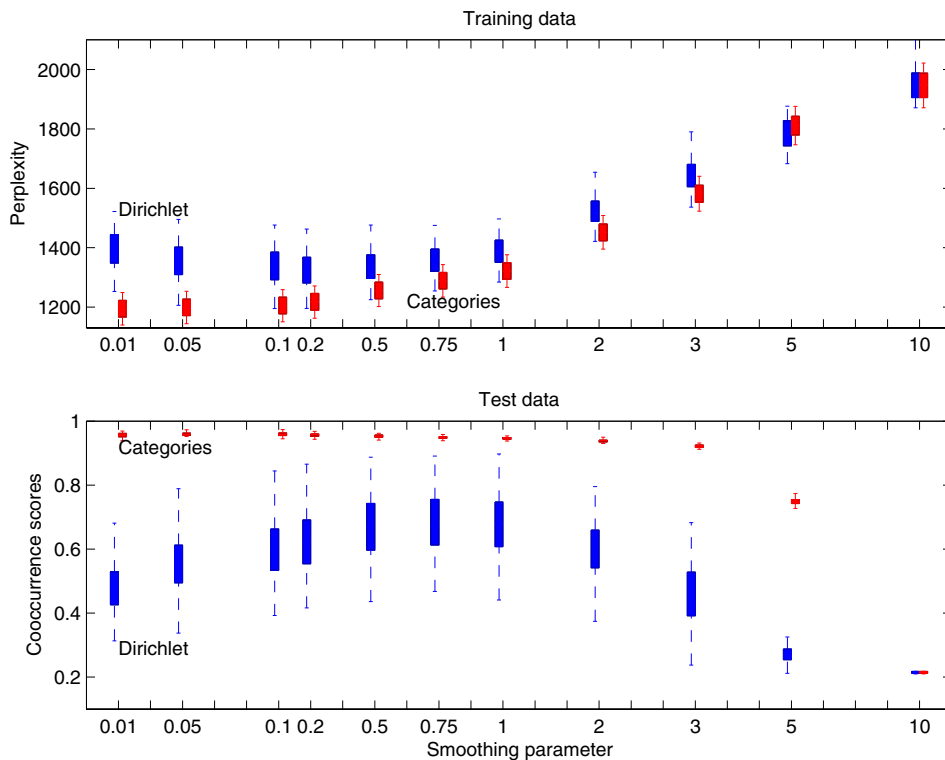 Training data
2000
1800
1600
1400
1200
Perplexity
Dirichlet
Categories
0.01 0.05 0.1 0.2 0.5 0.75 1 2 3 5 10
Test data
1
0.8
0.6
0.4
0.2
Cooccurrence scores
Categories
Dirichlet
0.01 0.05 0.1 0.2 0.5 0.75 1 2 3 5 10
Smoothing parameter